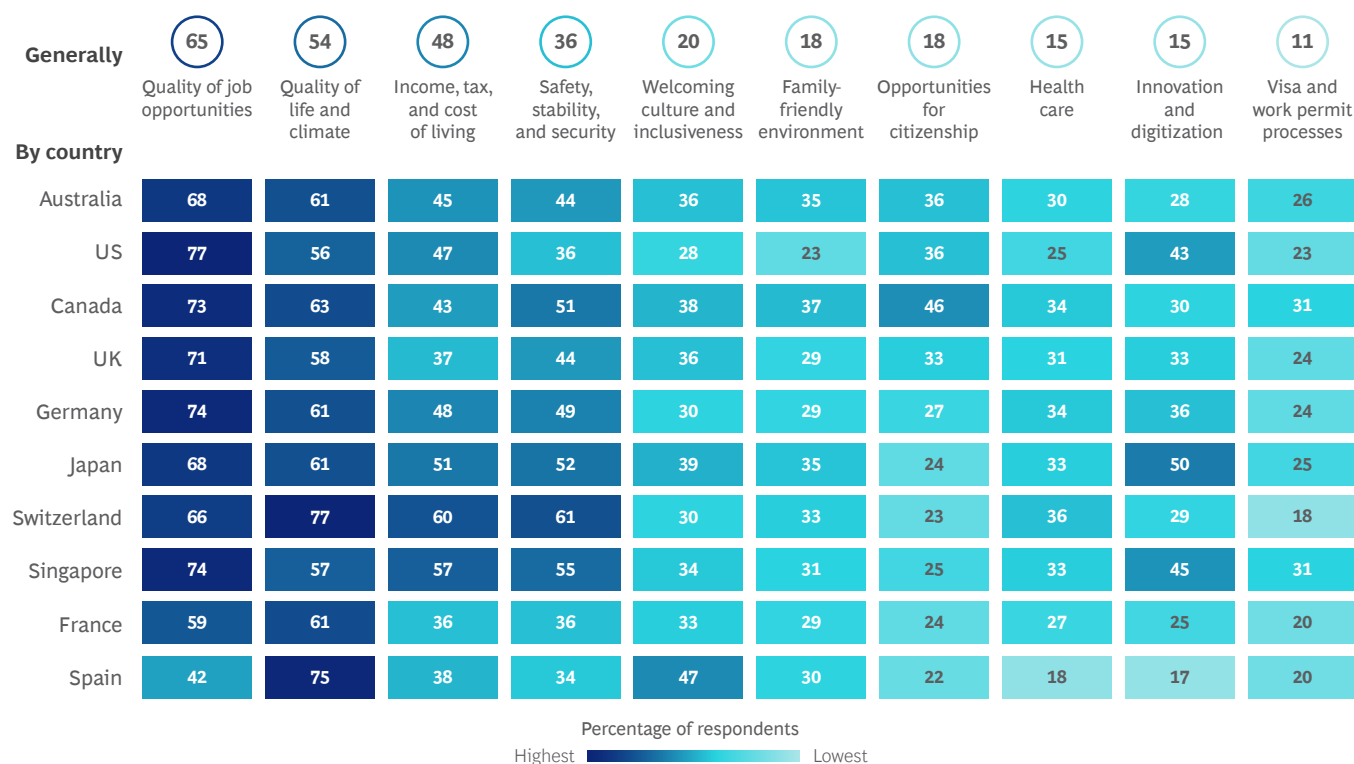 Generally 65 54 48 36 20 18 18 15 15 11
Quality of job Quality of Income, tax, Safety, Welcoming Family- Opportunities Health Innovation Visa and
opportunities life and and cost stability, culture and friendly for care and work permit
climate of living and security inclusiveness environment citizenship digitization processes
By country
Australia 68 61 45 44 36 35 36 30 28 26
US 77 56 47 36 28 23 36 25 43 23
Canada 73 63 43 51 38 37 46 34 30 31
UK 71 58 37 44 36 29 33 31 33 24
Germany 74 61 48 49 30 29 27 34 36 24
Japan 68 61 51 52 39 35 24 33 50 25
Switzerland 66 77 60 61 30 33 23 36 29 18
Singapore 74 57 57 55 34 31 25 33 45 31
France 59 61 36 36 33 29 24 27 25 20
Spain 42 75 38 34 47 30 22 18 17 20
Percentage of respondents
Highest Lowest